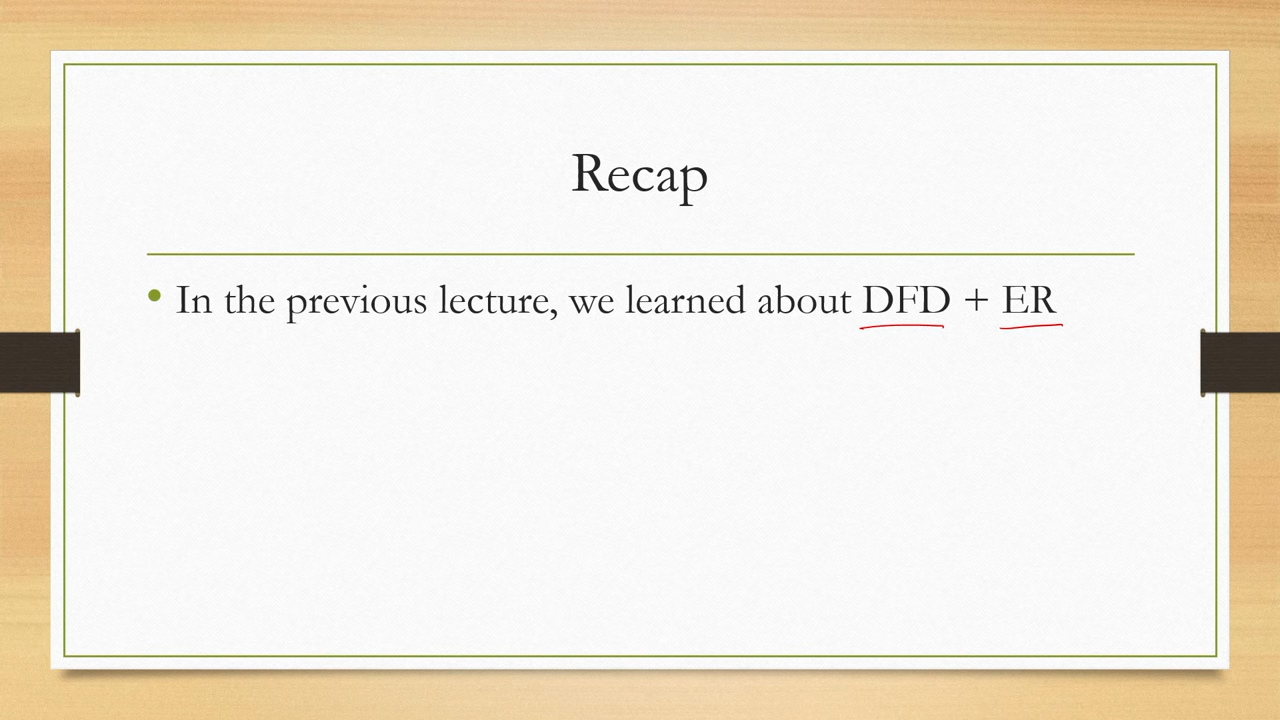 Recap
• In the previous lecture, we learned about DFD + ER